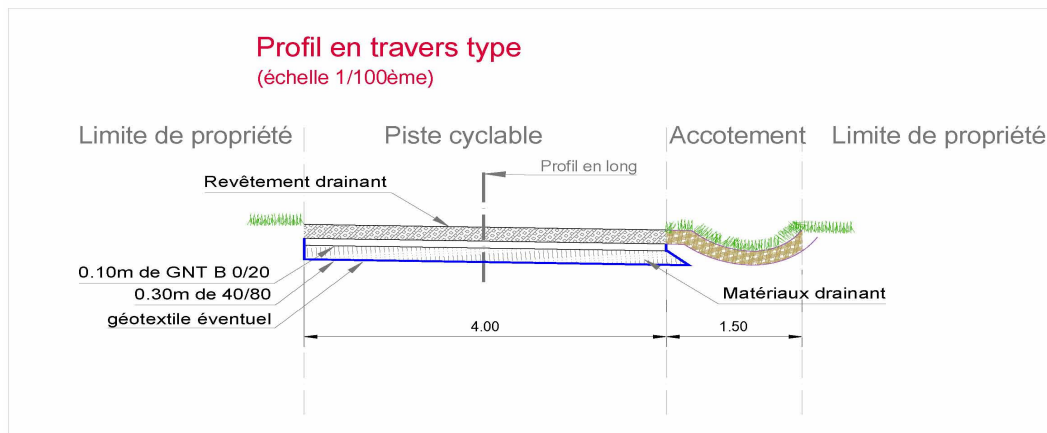 Profil en travers type
(échelle 1/100ème)
Limite de propriété
Piste cyclable
Accotement
Limite de propriété
Profil en long
Revêtement drainant
0.10m de GNT B 0/20
0.30m de 40/80
géotextile éventuel
Matériaux drainant
4.00
1.50